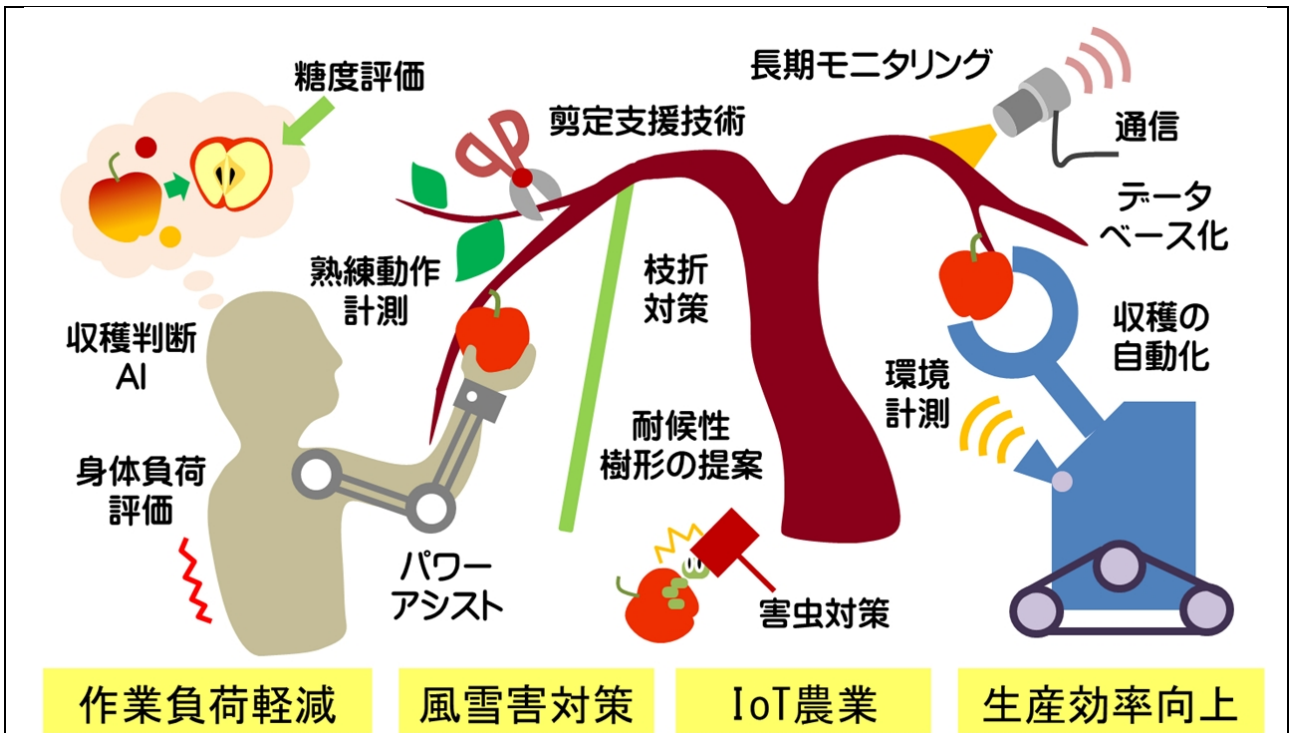 糖度評価
長期モニタリング
剪定支援技術
通信
データ
ベース化
熟練動作
計測
枝折
対策
収穫判断
AI
収穫の
自動化
環境
計測
耐候性
樹形の提案
身体負荷
評価
パワー
アシスト
害虫対策
作業負荷軽減
風雪害対策
IoT農業
生産効率向上